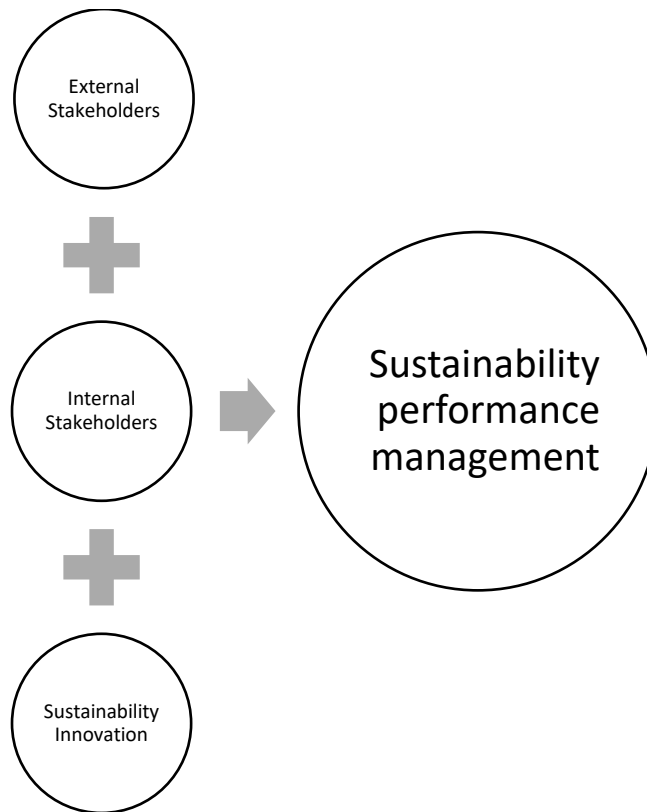 External
Stakeholders
Internal
Stakeholders
Sustainability
Innovation
Sustainability
performance
management